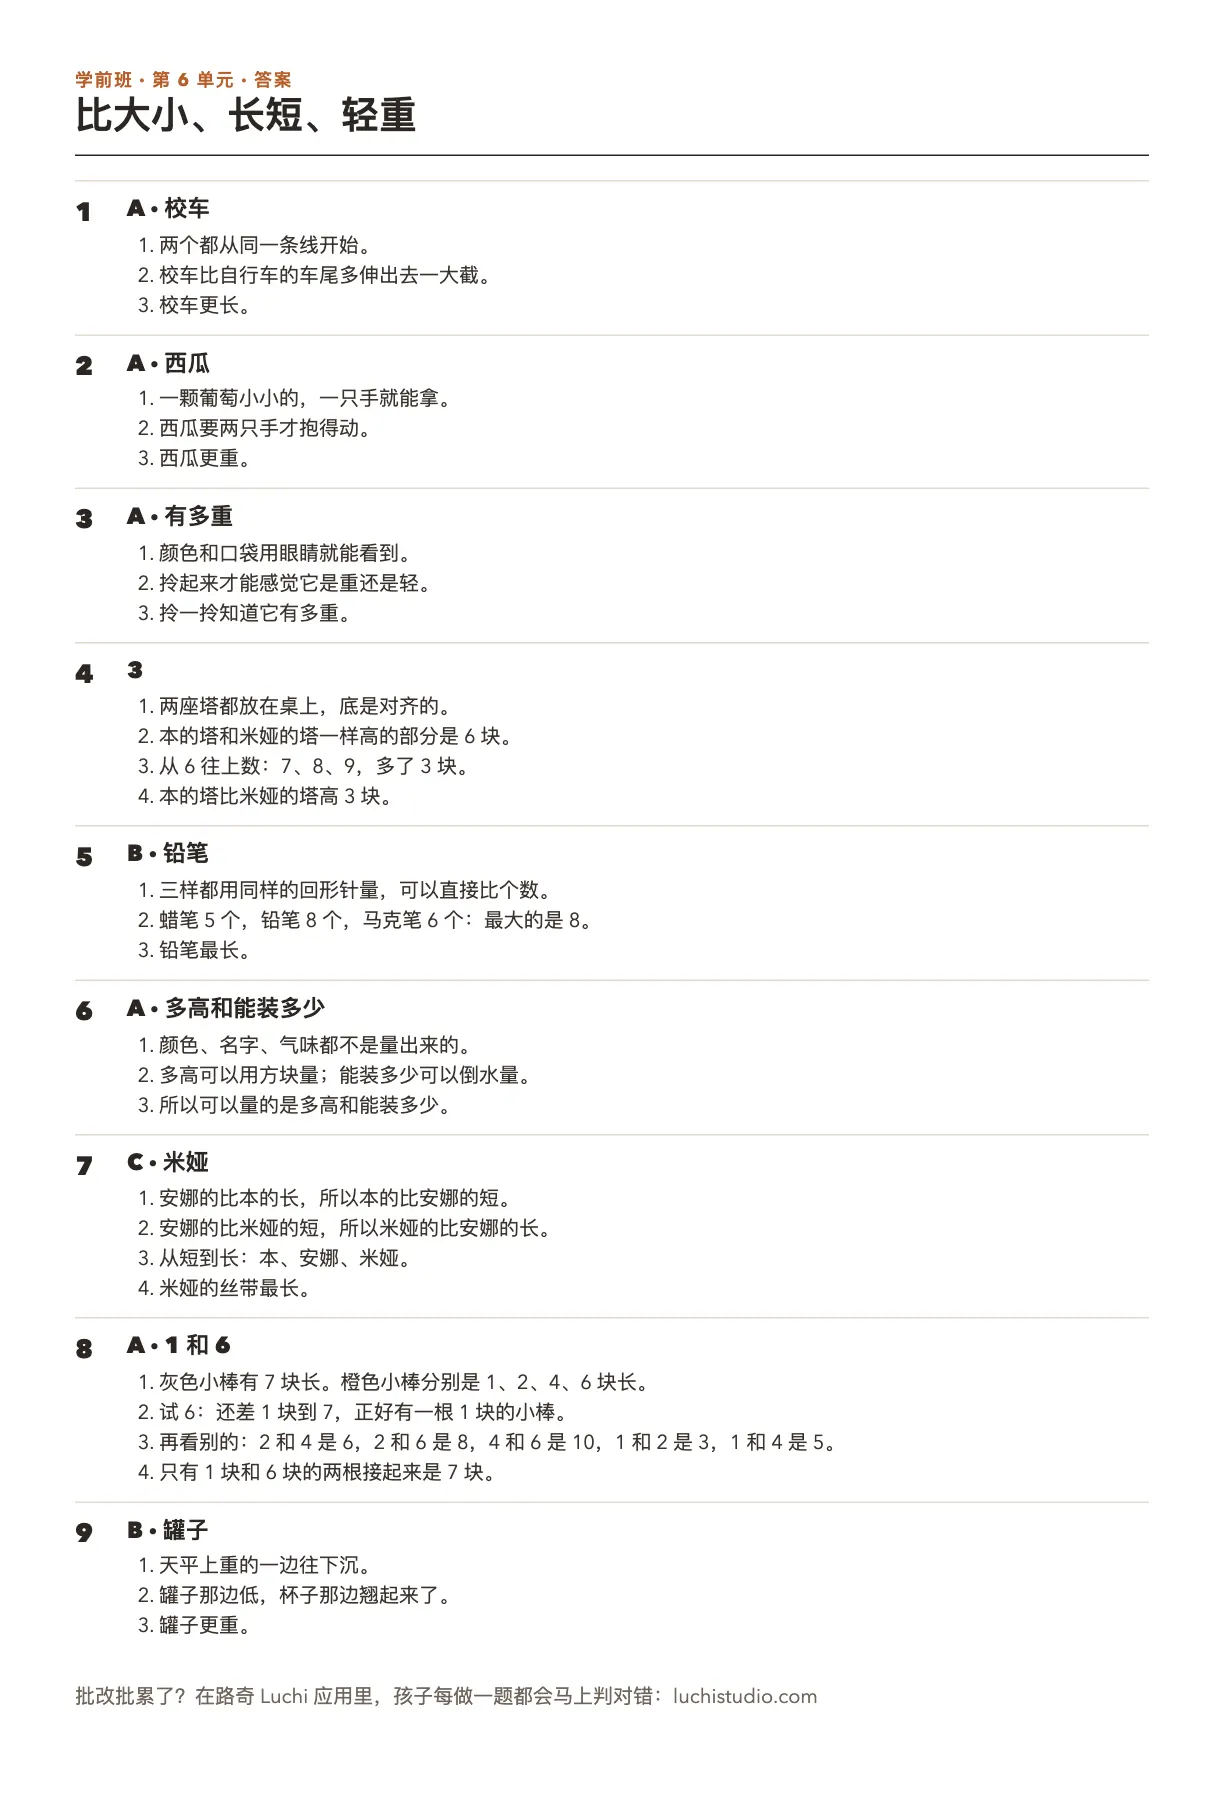 学前班 · 第 6 单元 · 答案
比大小、长短、轻重
1 A · 校车
1. 两个都从同一条线开始。
2. 校车比自行车的车尾多伸出去一大截。
3. 校车更长。
2 A · 西瓜
1. 一颗葡萄小小的，一只手就能拿。
2. 西瓜要两只手才抱得动。
3. 西瓜更重。
3 A · 有多重
1. 颜色和口袋用眼睛就能看到。
2. 拎起来才能感觉它是重还是轻。
3. 拎一拎知道它有多重。
4 3
1. 两座塔都放在桌上，底是对齐的。
2. 本的塔和米娅的塔一样高的部分是 6 块。
3. 从 6 往上数：7、8、9，多了 3 块。
4. 本的塔比米娅的塔高 3 块。
5 B · 铅笔
1. 三样都用同样的回形针量，可以直接比个数。
2. 蜡笔 5 个，铅笔 8 个，马克笔 6 个：最大的是 8。
3. 铅笔最长。
6 A · 多高和能装多少
1. 颜色、名字、气味都不是量出来的。
2. 多高可以用方块量；能装多少可以倒水量。
3. 所以可以量的是多高和能装多少。
7 C · 米娅
1. 安娜的比本的长，所以本的比安娜的短。
2. 安娜的比米娅的短，所以米娅的比安娜的长。
3. 从短到长：本、安娜、米娅。
4. 米娅的丝带最长。
8 A · 1 和 6
1. 灰色小棒有 7 块长。橙色小棒分别是 1、2、4、6 块长。
2. 试 6：还差 1 块到 7，正好有一根 1 块的小棒。
3. 再看别的：2 和 4 是 6，2 和 6 是 8，4 和 6 是 10，1 和 2 是 3，1 和 4 是 5。
4. 只有 1 块和 6 块的两根接起来是 7 块。
9 B · 罐子
1. 天平上重的一边往下沉。
2. 罐子那边低，杯子那边翘起来了。
3. 罐子更重。
批改批累了？在路奇 Luchi 应用里，孩子每做一题都会马上判对错：luchistudio.com